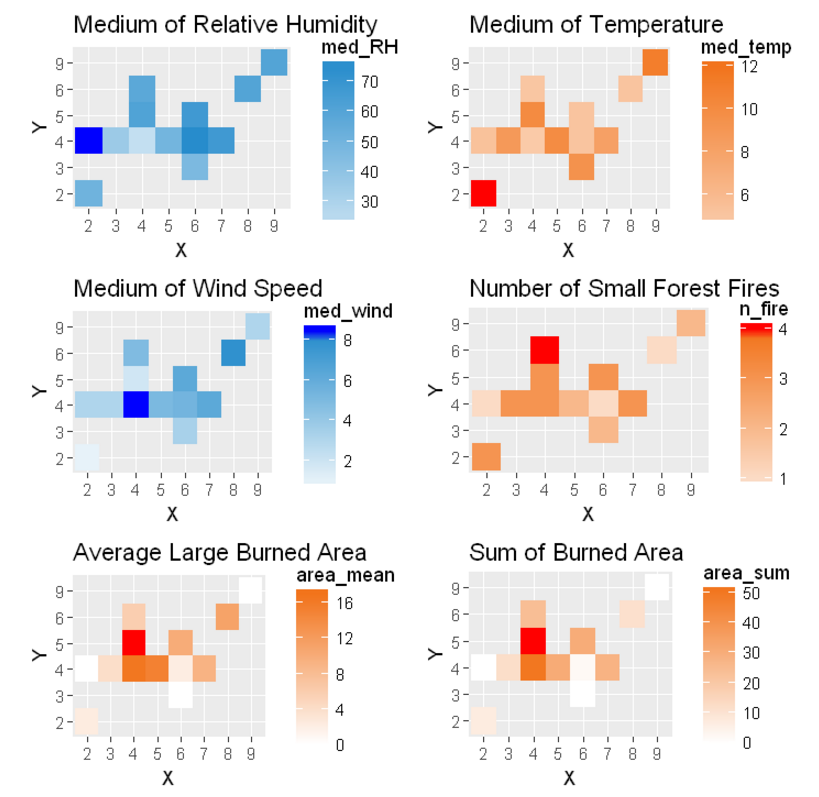 Medium of Relative Humidity
med_RH
70
60
50
40
30
9
6
5
4
3
2
Y
2 3 4 5 6 7 8 9
X
Medium of Temperature
med_temp
12
10
8
6
9
6
5
4
3
2
Y
2 3 4 5 6 7 8 9
X
Medium of Wind Speed
med_wind
8
6
4
2
9
6
5
4
3
2
Y
2 3 4 5 6 7 8 9
X
Number of Small Forest Fires
n_fire
4
3
2
1
9
6
5
4
3
2
Y
2 3 4 5 6 7 8 9
X
Average Large Burned Area
area_mean
16
12
8
4
0
9
6
5
4
3
2
Y
2 3 4 5 6 7 8 9
X
Sum of Burned Area
area_sum
50
40
30
20
10
0
9
6
5
4
3
2
Y
2 3 4 5 6 7 8 9
X